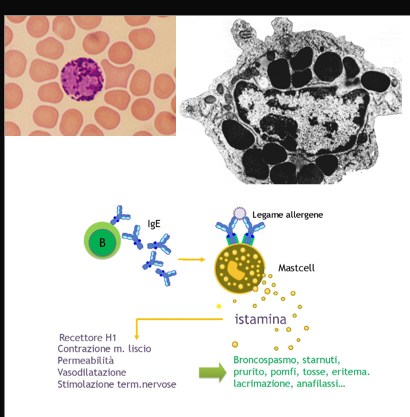 IgE
Legame allergene
B
Mastcell
istamina
Recettore H1
Contrazione m. liscio
Permeabilità
Vasodilatazione
Stimolazione term.nervose
Broncospasmo, starnuti,
prurito, pomfi, tosse, eritema.
lacrimazione, anafilassi...